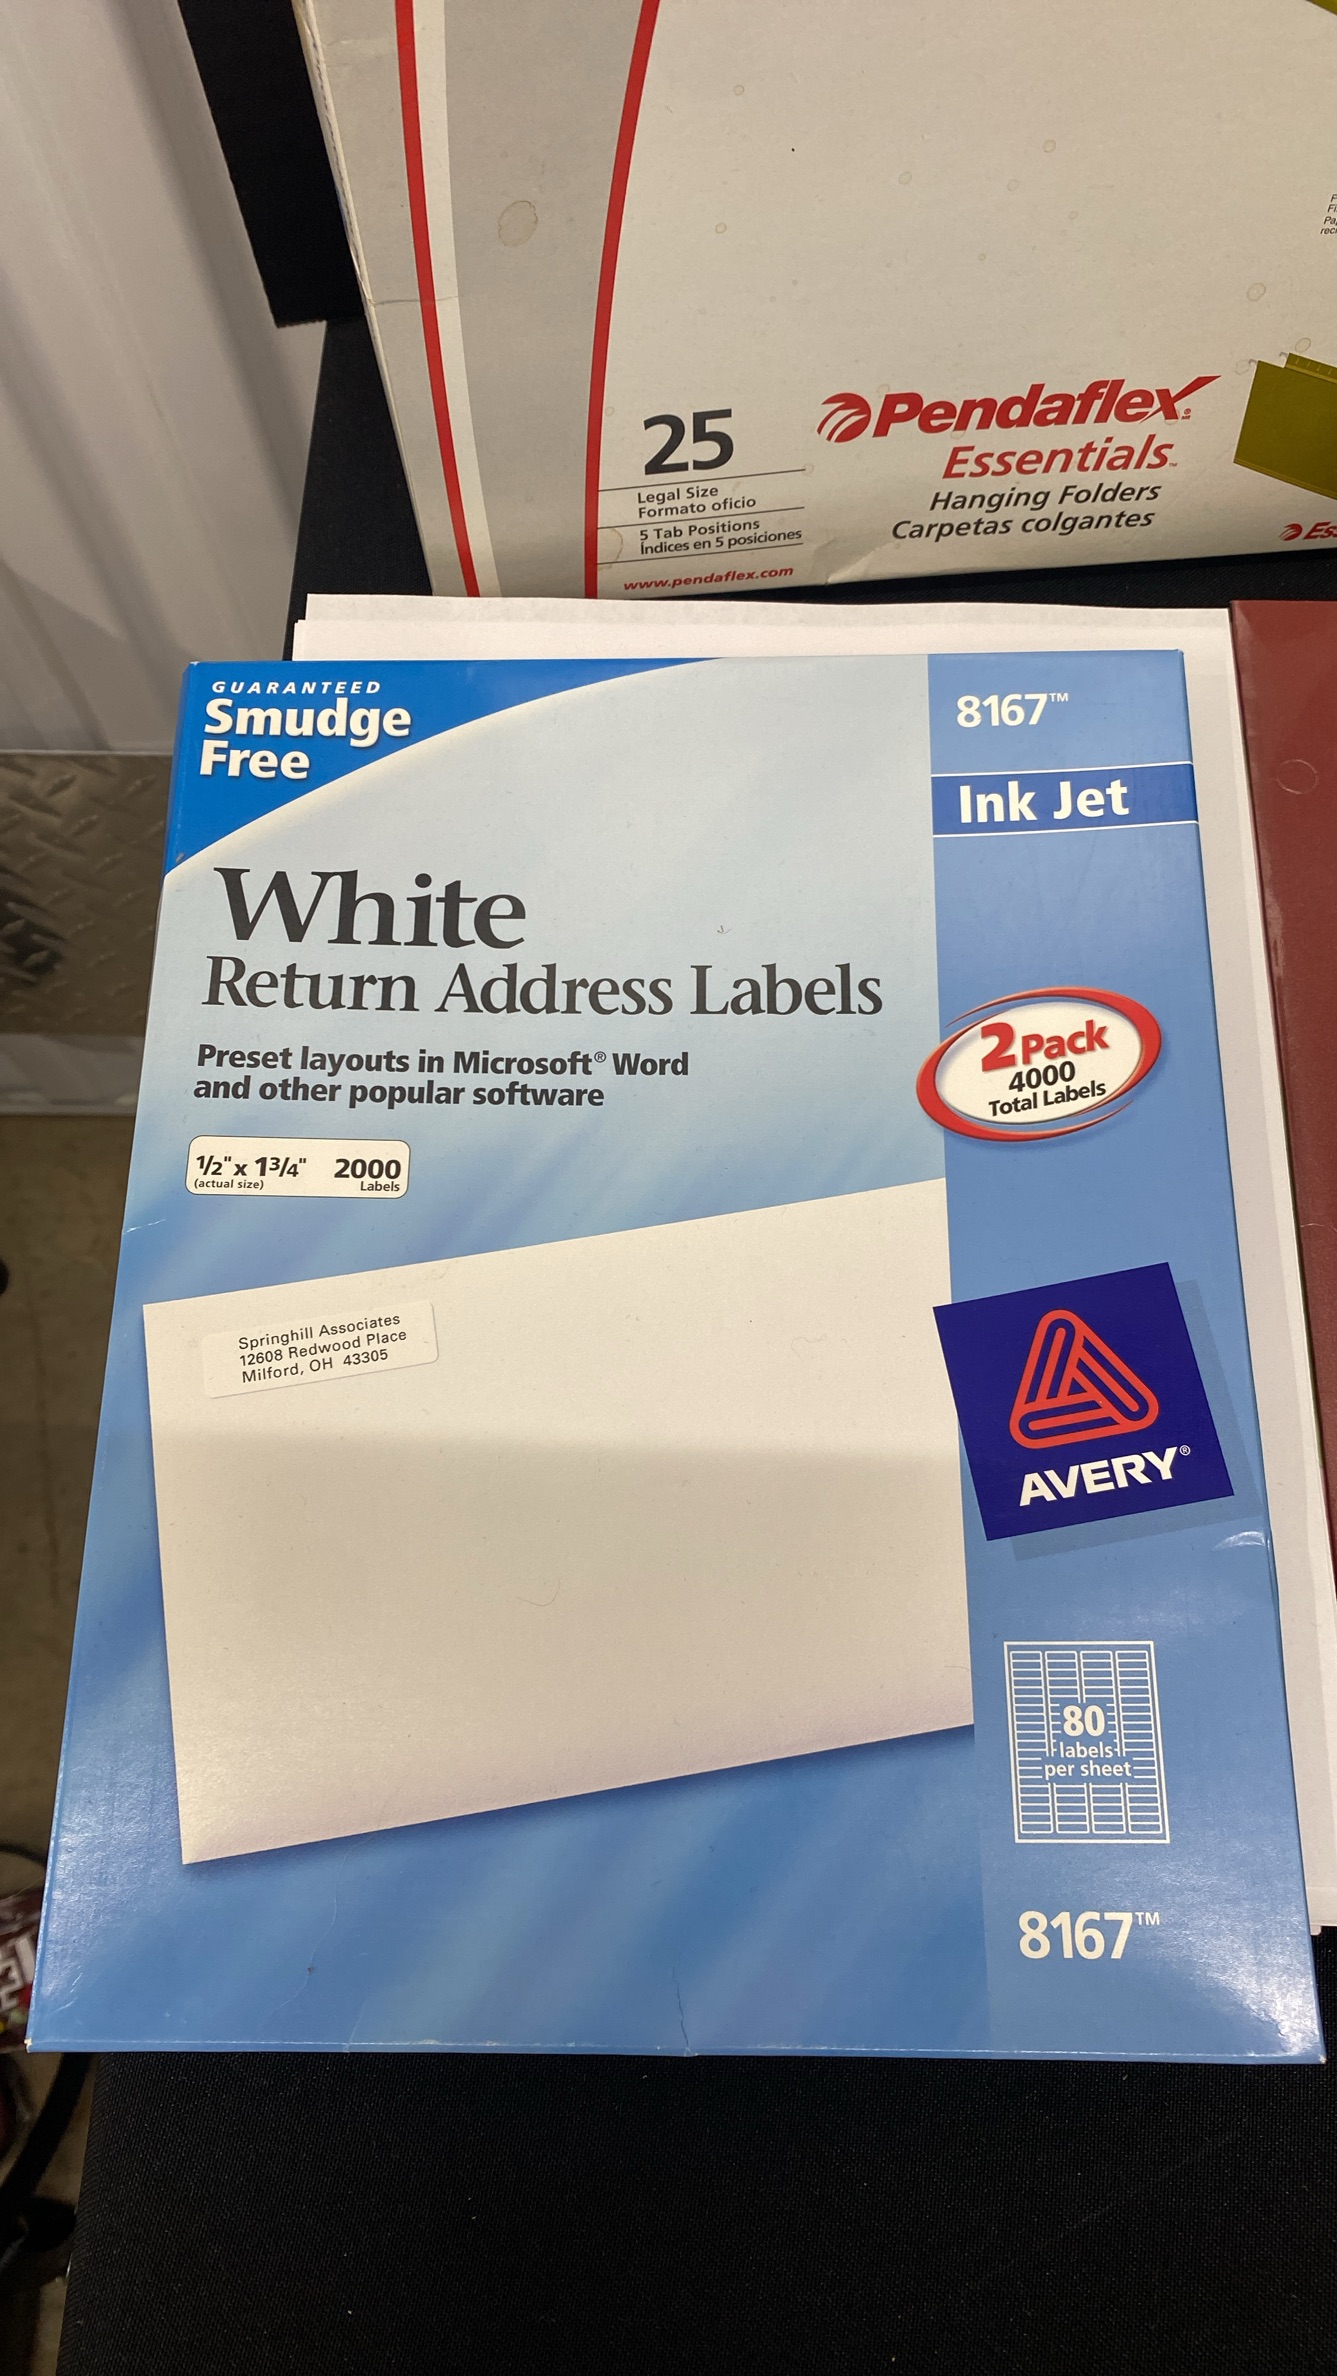 25
Legal Size
Formato oficio
5 Tab Positions
Índices en 5 posiciones
www.pendaflex.com
Pendaflex®
Essentials™
Hanging Folders
Carpetas colgantes
GUARANTEED
Smudge
Free
8167™
Ink Jet
White
Return Address Labels
Preset layouts in Microsoft® Word
and other popular software
1/2" x 1 3/4" 2000
(actual size) Labels
2 Pack
4000
Total Labels
Springhill Associates
12608 Redwood Place
Milford, OH 43305
AVERY®
80
labels
per sheet
8167™